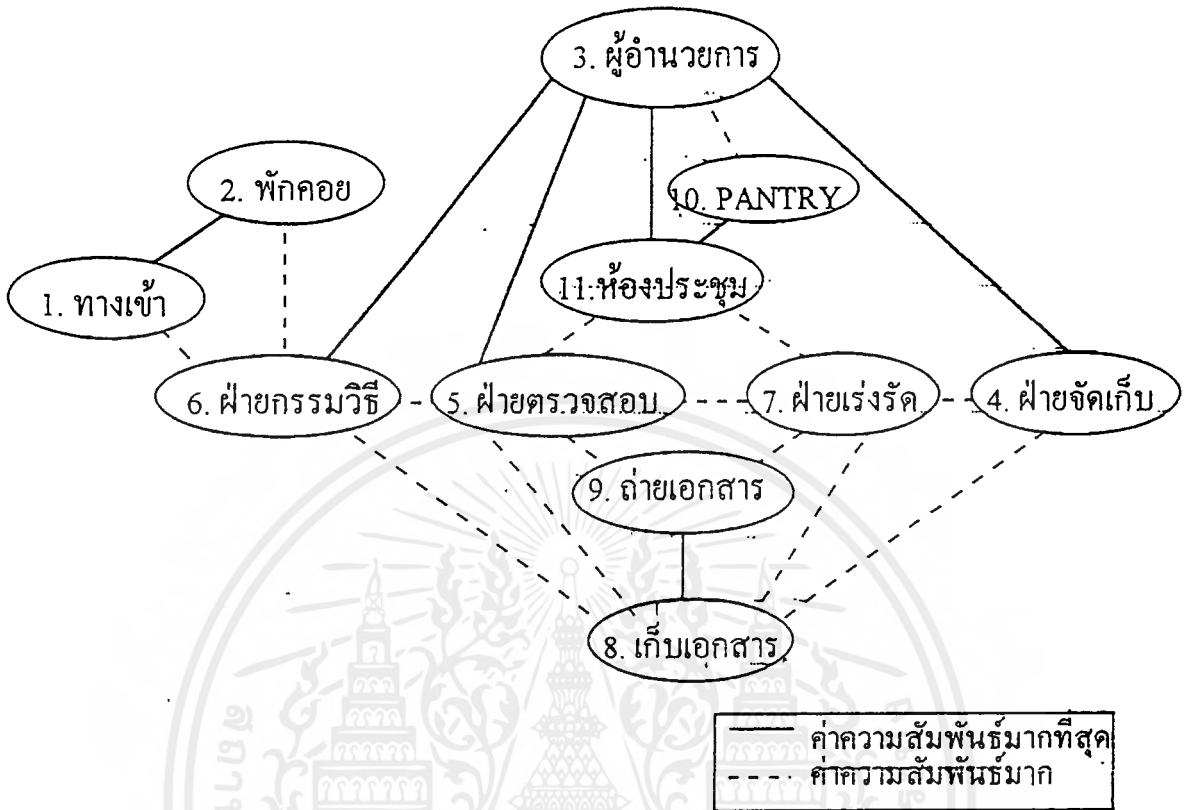 3. ผู้อำนวยการ
2. พักคอย
10. PANTRY
1. ทางเข้า
11.ห้องประชุม
6. ฝ่ายกรรมวิธี
5. ฝ่ายตรวจสอบ
7. ฝ่ายเร่งรัด
4. ฝ่ายจัดเก็บ
9. ถ่ายเอกสาร
8. เก็บเอกสาร
ค่าความสัมพันธ์มากที่สุด
ค่าความสัมพันธ์มาก